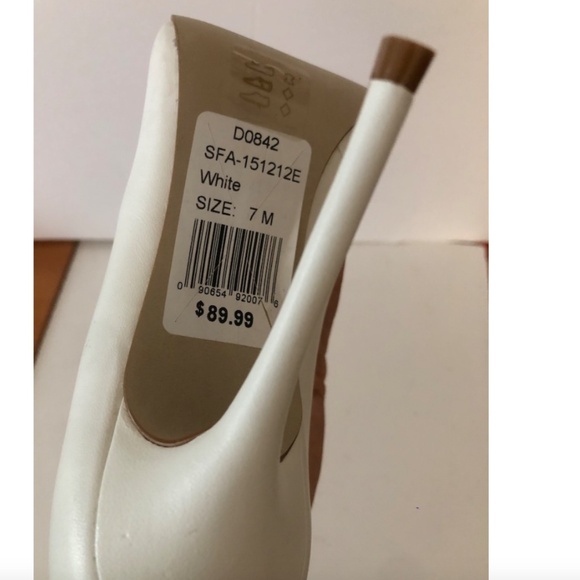 D0842
SFA-151212E
White
SIZE: 7 M
0 90654 92007 6
$89.99